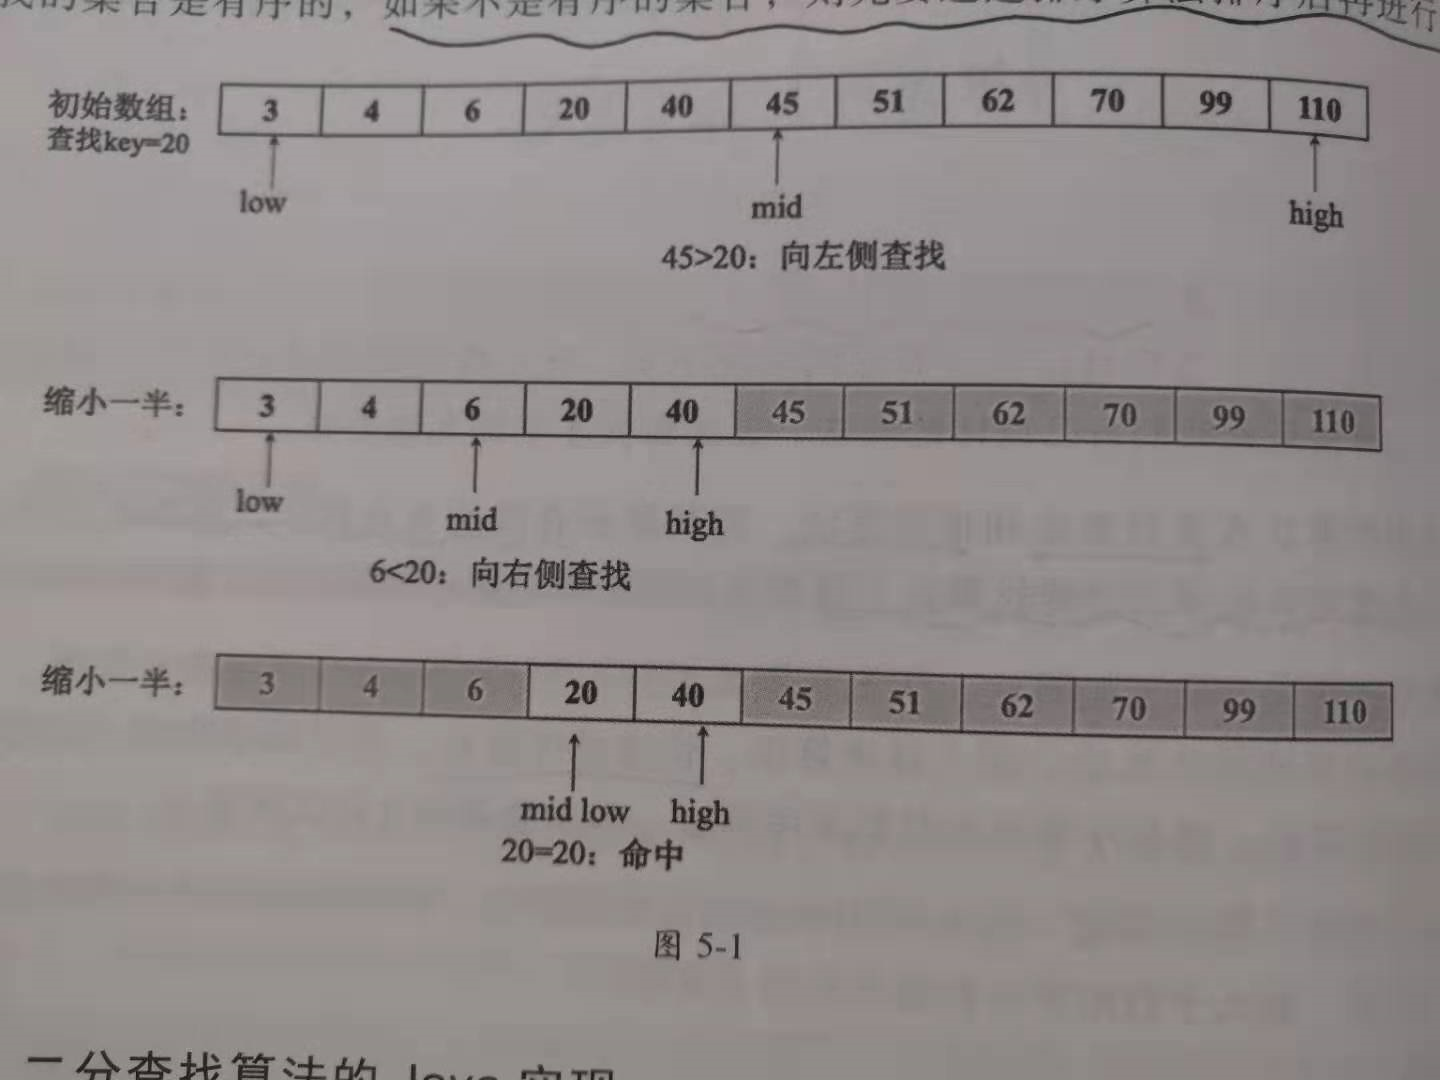 找的集合是有序的，如果不是有序的集合，则先要通过排序算法排序后再进行
初始数组： 3 4 6 20 40 45 51 62 70 99 110
查找key=20
low mid high
45>20：向左侧查找
缩小一半： 3 4 6 20 40 45 51 62 70 99 110
low mid high
6<20：向右侧查找
缩小一半： 3 4 6 20 40 45 51 62 70 99 110
mid low high
20=20：命中
图 5-1
二分查找算法的 Java 实现